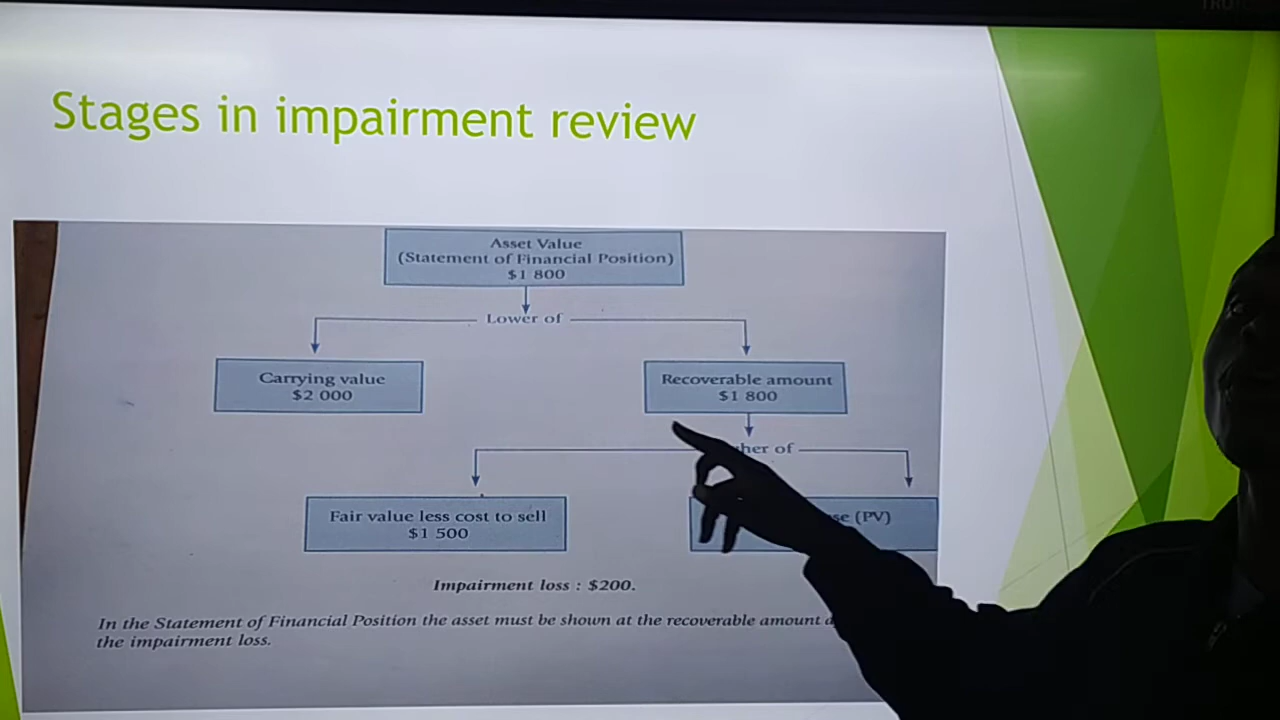 Stages in impairment review
Asset Value
(Statement of Financial Position)
$1 800
Lower of
Carrying value
$2 000
Recoverable amount
$1 800
of
Fair value less cost to sell
$1 500
(PV)
Impairment loss : $200.
In the Statement of Financial Position the asset must be shown at the recoverable amount
the impairment loss.